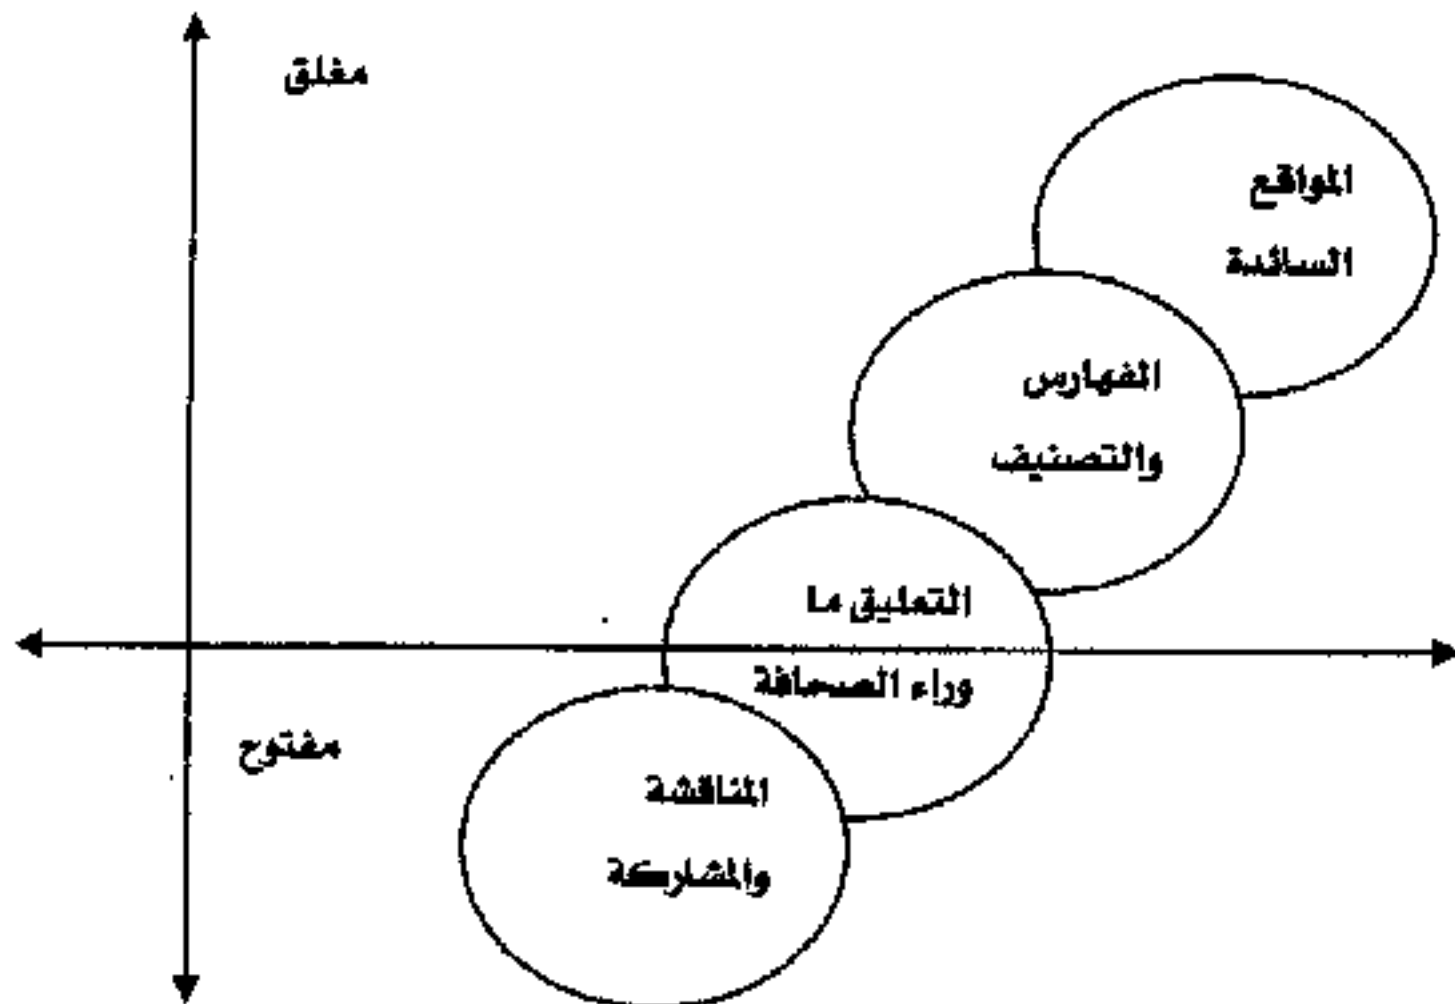 مغلق
المواقع
السائدة
الفهارس
والتصنيف
التعليق ما
وراء الصحافة
مفتوح
المناقشة
والمشاركة